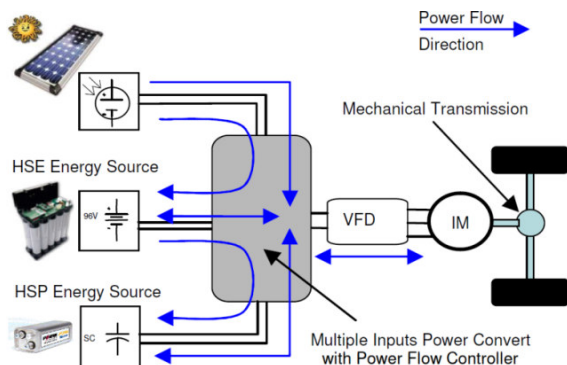 Power Flow
Direction
Mechanical Transmission
HSE Energy Source
96V
VFD
IM
HSP Energy Source
SC
Multiple Inputs Power Convert
with Power Flow Controller